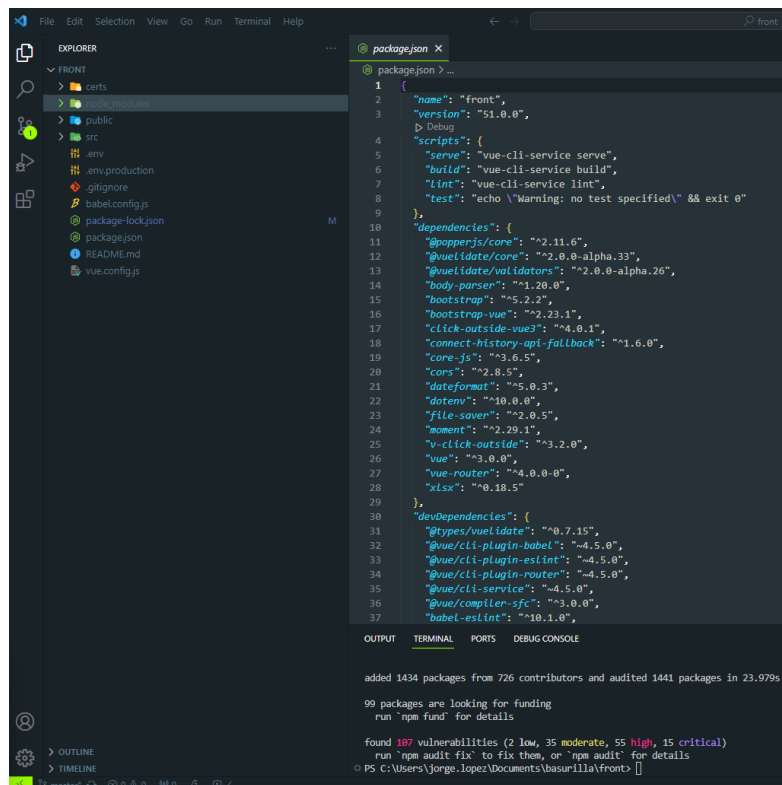 File Edit Selection View Go Run Terminal Help
front
EXPLORER
FRONT
certs
node_modules
public
src
.env
.env.production
.gitignore
babel.config.js
package-lock.json M
package.json
README.md
vue.config.js
OUTLINE
TIMELINE
1
package.json
package.json > ...
1 {
2 "name": "front",
3 "version": "51.0.0",
Debug
4 "scripts": {
5 "serve": "vue-cli-service serve",
6 "build": "vue-cli-service build",
7 "lint": "vue-cli-service lint",
8 "test": "echo \"Warning: no test specified\" && exit 0"
9 },
10 "dependencies": {
11 "@popperjs/core": "^2.11.6",
12 "@vuelidate/core": "^2.0.0-alpha.33",
13 "@vuelidate/validators": "^2.0.0-alpha.26",
14 "body-parser": "^1.20.0",
15 "bootstrap": "^5.2.2",
16 "bootstrap-vue": "^2.23.1",
17 "click-outside-vue3": "^4.0.1",
18 "connect-history-api-fallback": "^1.6.0",
19 "core-js": "^3.6.5",
20 "cors": "^2.8.5",
21 "dateformat": "^5.0.3",
22 "dotenv": "^10.0.0",
23 "file-saver": "^2.0.5",
24 "moment": "^2.29.1",
25 "v-click-outside": "^3.2.0",
26 "vue": "^3.0.0",
27 "vue-router": "^4.0.0-0",
28 "xlsx": "^0.18.5"
29 },
30 "devDependencies": {
31 "@types/vuelidate": "^0.7.15",
32 "@vue/cli-plugin-babel": "~4.5.0",
33 "@vue/cli-plugin-eslint": "~4.5.0",
34 "@vue/cli-plugin-router": "~4.5.0",
35 "@vue/cli-service": "~4.5.0",
36 "@vue/compiler-sfc": "^3.0.0",
37 "babel-eslint": "^10.1.0",
OUTPUT TERMINAL PORTS DEBUG CONSOLE
added 1434 packages from 726 contributors and audited 1441 packages in 23.979s
99 packages are looking for funding
run `npm fund` for details
found 107 vulnerabilities (2 low, 35 moderate, 55 high, 15 critical)
run `npm audit fix` to fix them, or `npm audit` for details
PS C:\Users\jorge.lopez\Documents\basurilla\front>